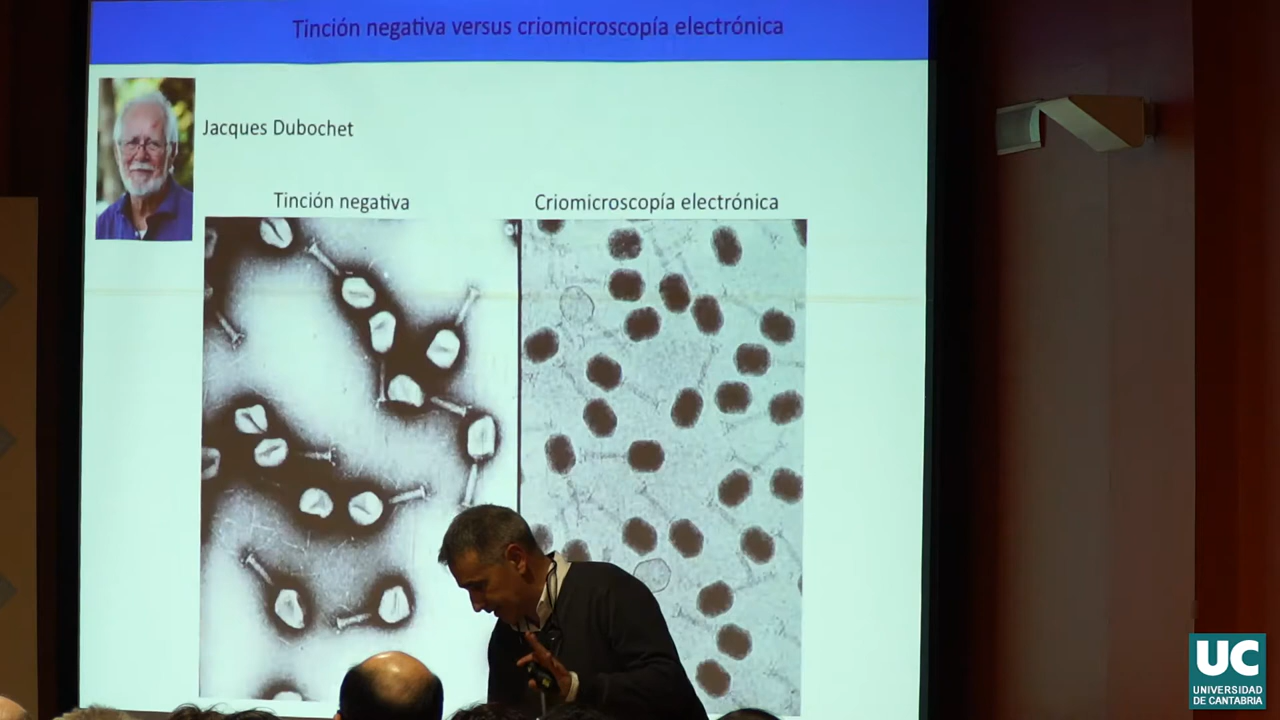 Tinción negativa versus criomicroscopía electrónica
Jacques Dubochet
Tinción negativa
Criomicroscopía electrónica
UC
UNIVERSIDAD
DE CANTABRIA